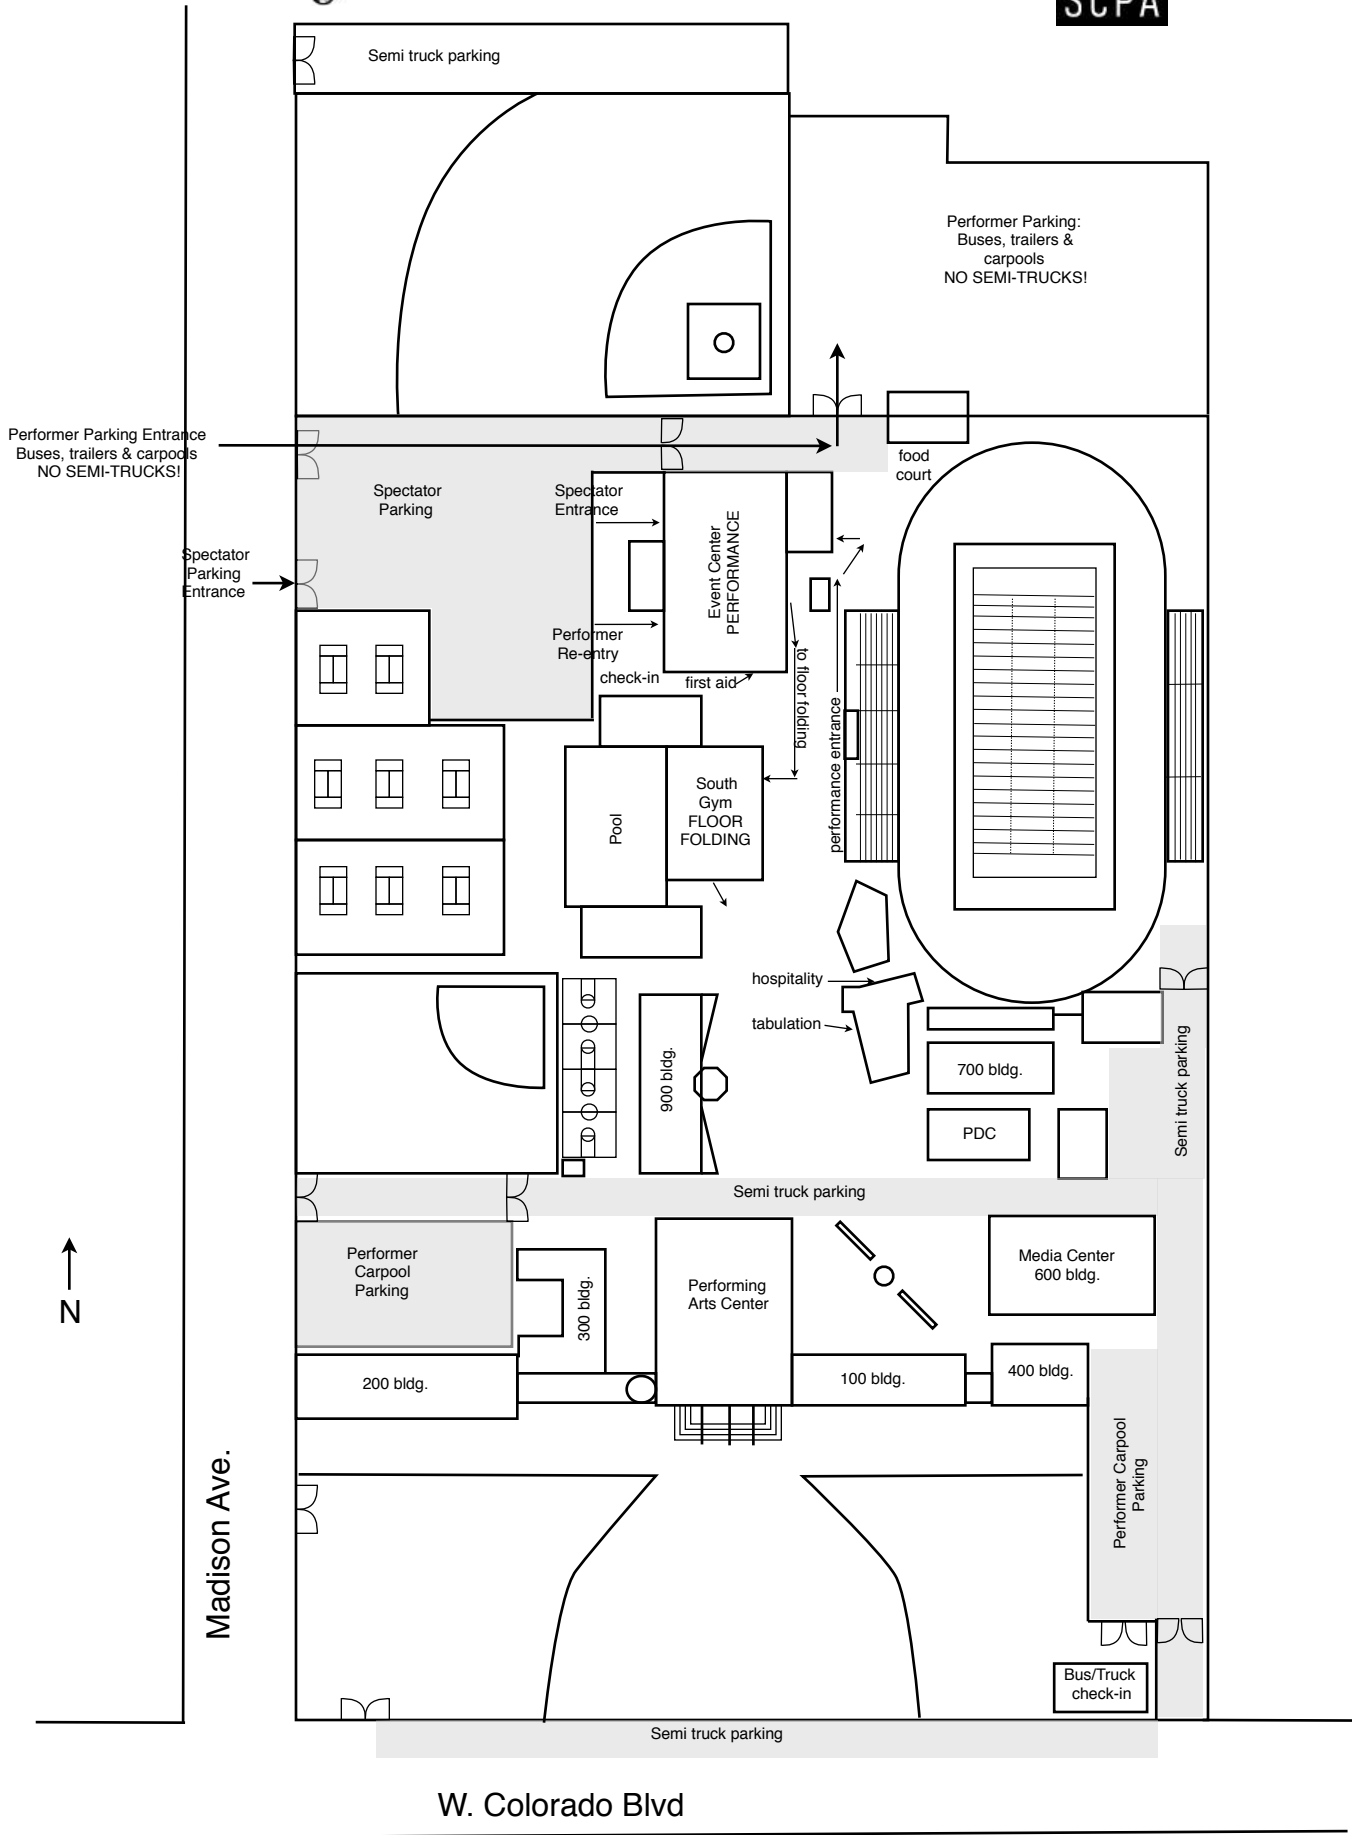 SCPA
Semi truck parking
Performer Parking:
Buses, trailers &
carpools
NO SEMI-TRUCKS!
Performer Parking Entrance
Buses, trailers & carpools
NO SEMI-TRUCKS!
food
court
Spectator
Parking
Spectator
Entrance
Event Center
PERFORMANCE
Spectator
Parking
Entrance
Performer
Re-entry
check-in
first aid
to floor folding
performance entrance
South
Gym
FLOOR
FOLDING
Pool
hospitality
tabulation
900 bldg.
700 bldg.
PDC
Semi truck parking
Semi truck parking
Performer
Carpool
Parking
300 bldg.
Performing
Arts Center
Media Center
600 bldg.
N
200 bldg.
100 bldg.
400 bldg.
Performer Carpool
Parking
Madison Ave.
Bus/Truck
check-in
Semi truck parking
W. Colorado Blvd